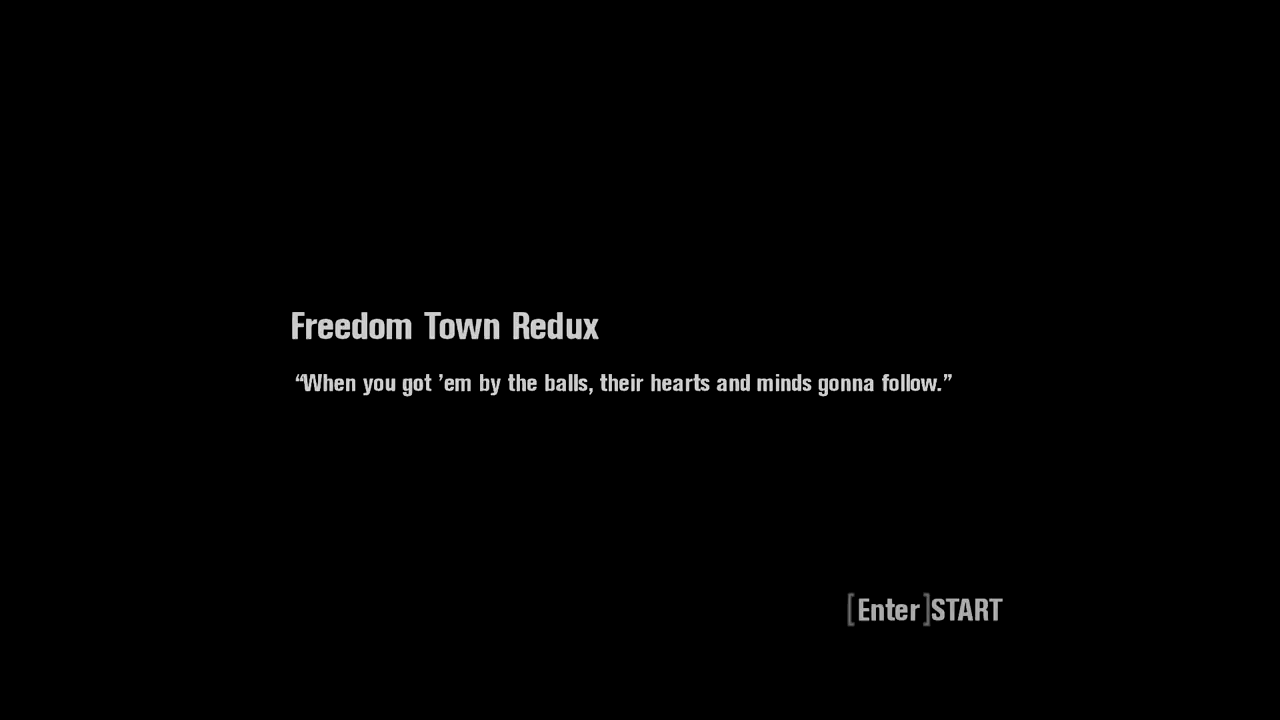 Freedom Town Redux
“When you got ’em by the balls, their hearts and minds gonna follow.”
[Enter]START